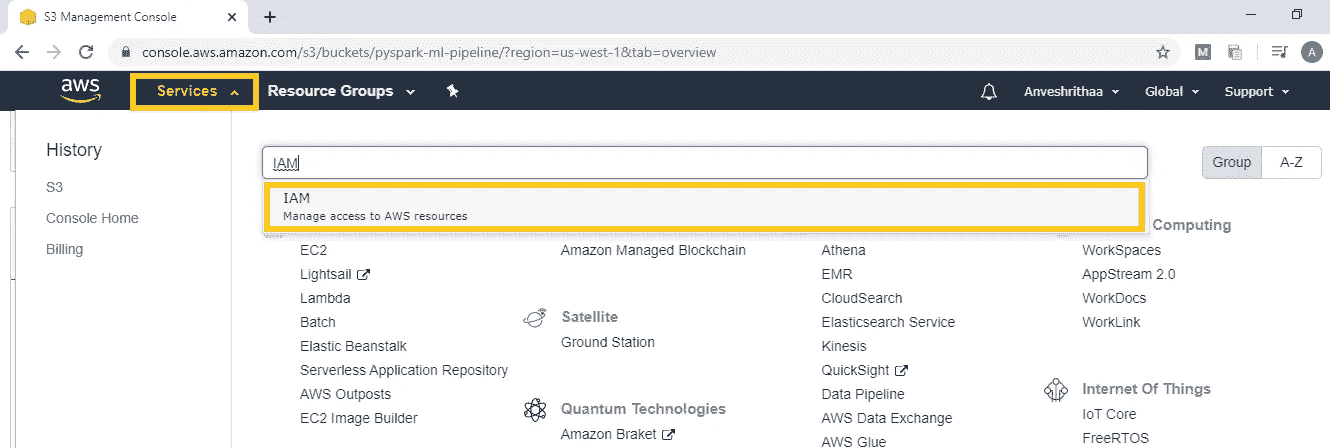 S3 Management Console
console.aws.amazon.com/s3/buckets/pyspark-ml-pipeline/?region=us-west-1&tab=overview
M
A
aws
Services
Resource Groups
Anveshrithaa
Global
Support
History
S3
Console Home
Billing
IAM
Group
A-Z
IAM
Manage access to AWS resources
EC2
Lightsail
Lambda
Batch
Elastic Beanstalk
Serverless Application Repository
AWS Outposts
EC2 Image Builder
Amazon Managed Blockchain
Satellite
Ground Station
Quantum Technologies
Amazon Braket
Athena
EMR
CloudSearch
Elasticsearch Service
Kinesis
QuickSight
Data Pipeline
AWS Data Exchange
AWS Glue
Computing
WorkSpaces
AppStream 2.0
WorkDocs
WorkLink
Internet Of Things
IoT Core
FreeRTOS